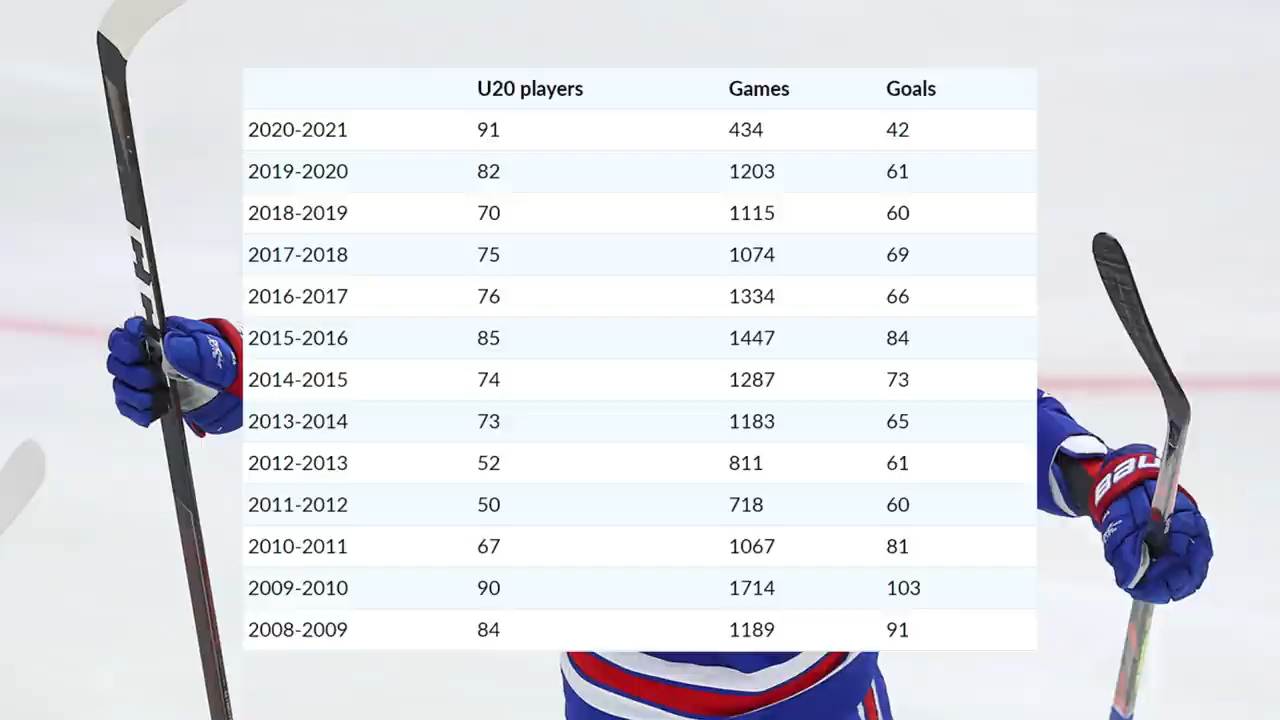 U20 players Games Goals
2020-2021 91 434 42
2019-2020 82 1203 61
2018-2019 70 1115 60
2017-2018 75 1074 69
2016-2017 76 1334 66
2015-2016 85 1447 84
2014-2015 74 1287 73
2013-2014 73 1183 65
2012-2013 52 811 61
2011-2012 50 718 60
2010-2011 67 1067 81
2009-2010 90 1714 103
2008-2009 84 1189 91